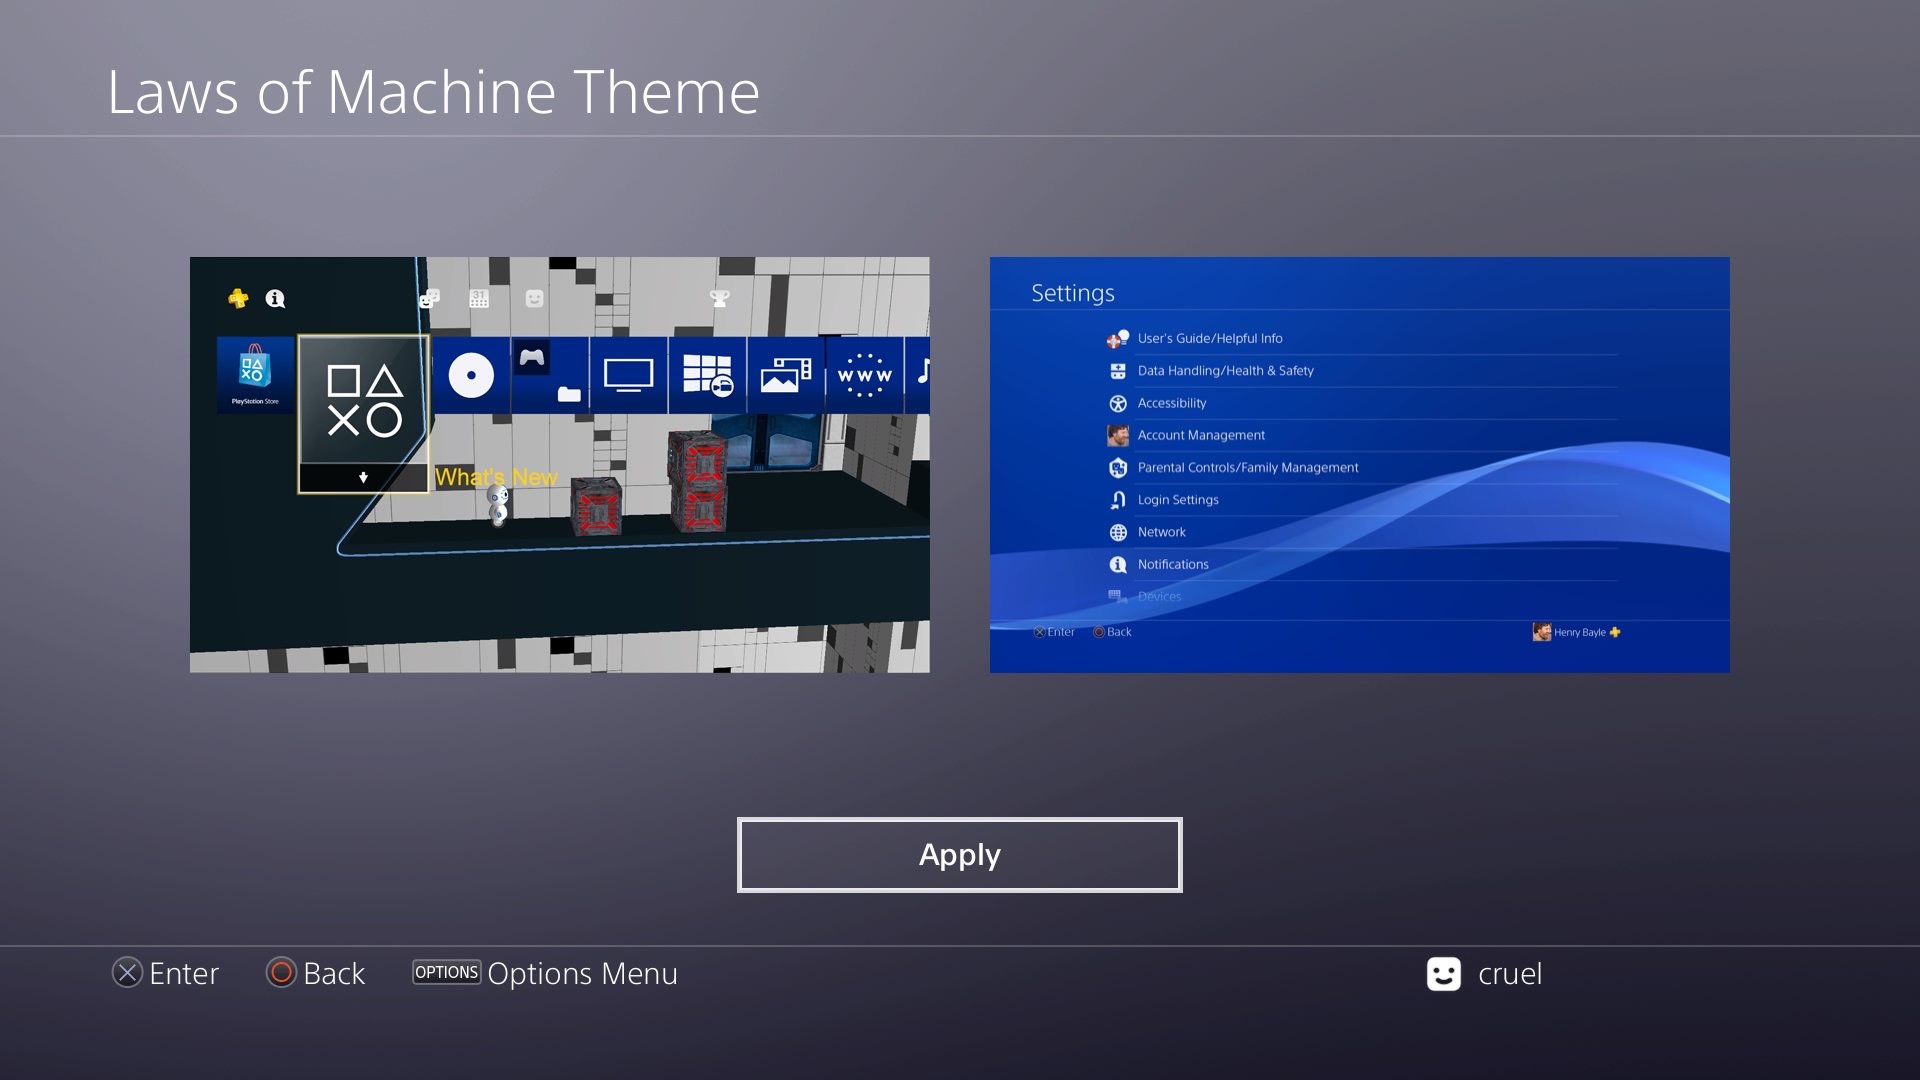 Laws of Machine Theme
31
PlayStation Store
WWW
What's New
Settings
User's Guide/Helpful Info
Data Handling/Health & Safety
Accessibility
Account Management
Parental Controls/Family Management
Login Settings
Network
Notifications
Devices
Enter
Back
Henry Bayle
Apply
Enter
Back
OPTIONS Options Menu
cruel